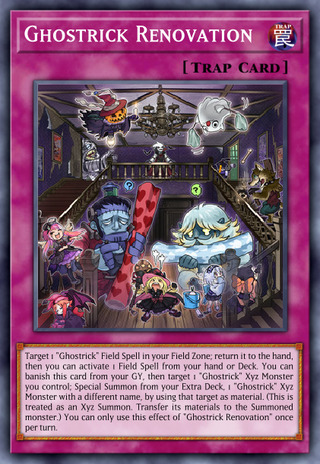 Ghostrick Renovation
TRAP
罠
[Trap Card]
?
?
Target 1 "Ghostrick" Field Spell in your Field Zone; return it to the hand,
then you can activate 1 Field Spell from your hand or Deck. You can
banish this card from your GY, then target 1 "Ghostrick" Xyz Monster
you control; Special Summon from your Extra Deck, 1 "Ghostrick" Xyz
Monster with a different name, by using that target as material. (This is
treated as an Xyz Summon. Transfer its materials to the Summoned
monster.) You can only use this effect of "Ghostrick Renovation" once
per turn.